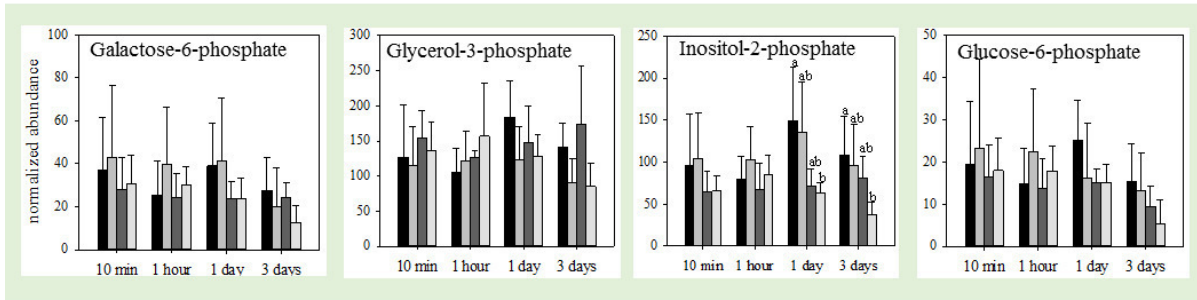 Galactose-6-phosphate
normalized abundance
100
80
60
40
20
0
10 min 1 hour 1 day 3 days
Glycerol-3-phosphate
300
250
200
150
100
50
0
10 min 1 hour 1 day 3 days
Inositol-2-phosphate
250
200
150
100
50
0
a
ab
ab
b
a
ab
ab
b
10 min 1 hour 1 day 3 days
Glucose-6-phosphate
50
40
30
20
10
0
10 min 1 hour 1 day 3 days